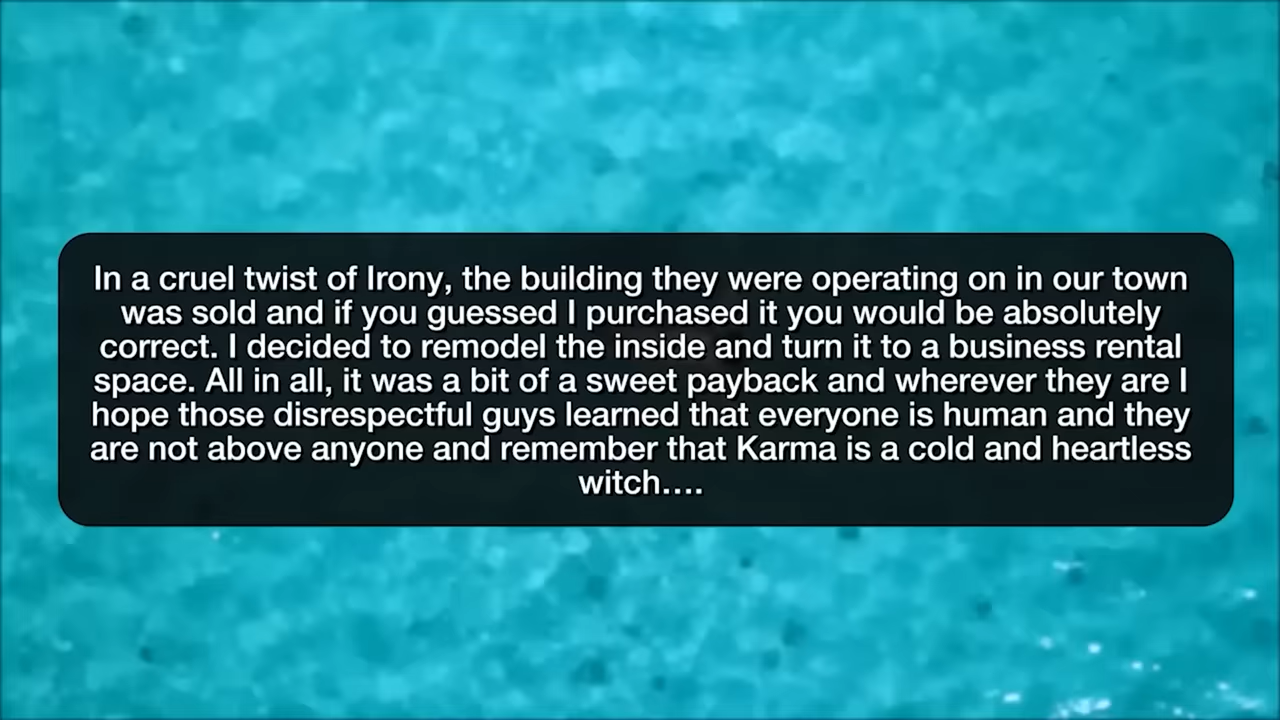 In a cruel twist of Irony, the building they were operating on in our town
was sold and if you guessed I purchased it you would be absolutely
correct. I decided to remodel the inside and turn it to a business rental
space. All in all, it was a bit of a sweet payback and wherever they are I
hope those disrespectful guys learned that everyone is human and they
are not above anyone and remember that Karma is a cold and heartless
witch....